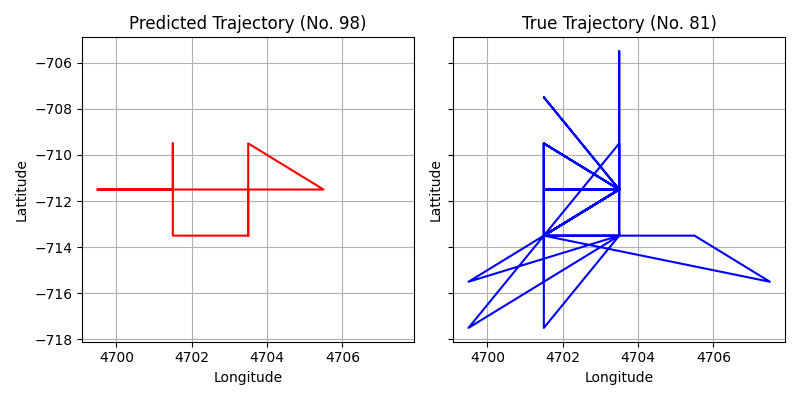 Predicted Trajectory (No. 98)
True Trajectory (No. 81)
Lattitude
−706
−708
−710
−712
−714
−716
−718
4700
4702
4704
4706
Longitude
Lattitude
4700
4702
4704
4706
Longitude